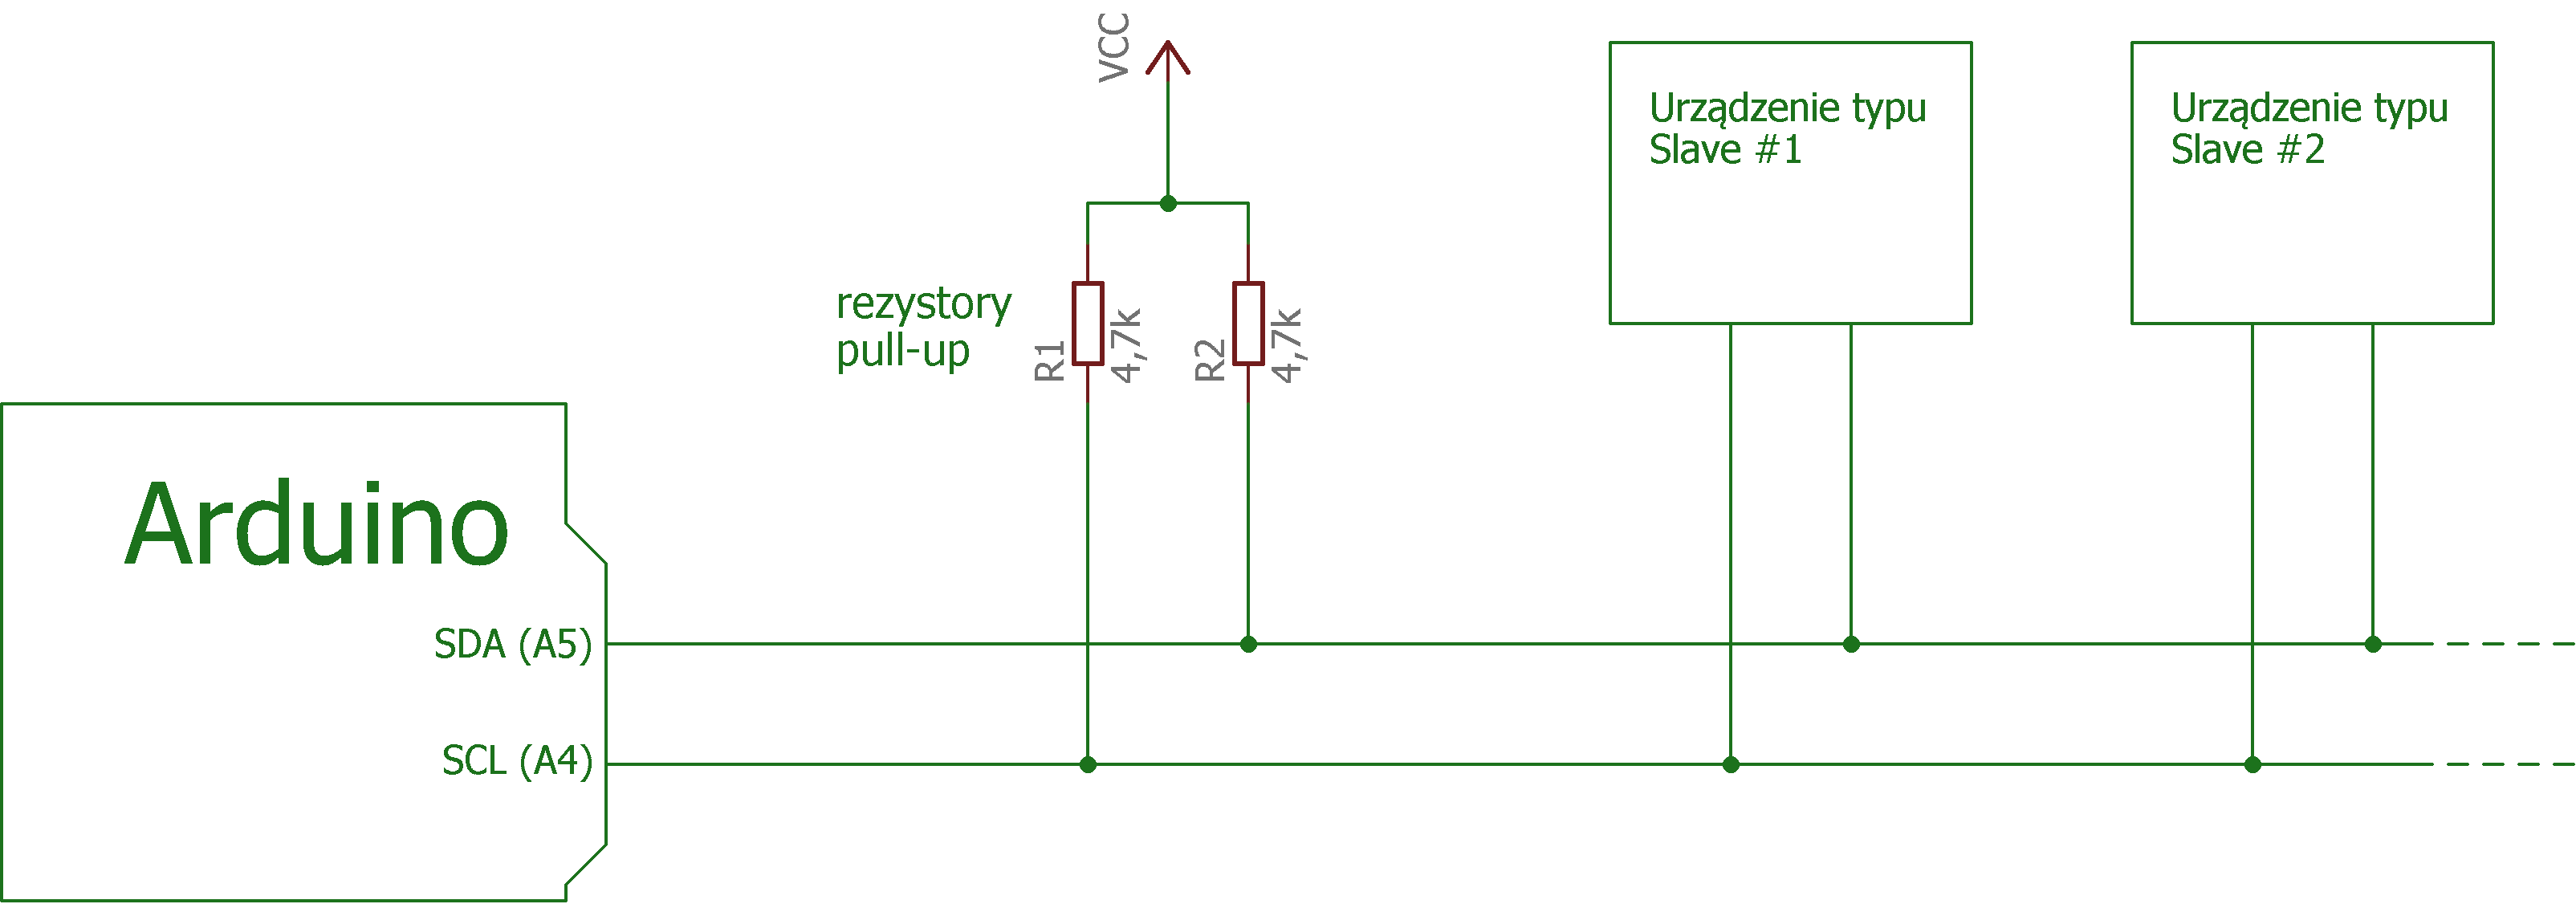 VCC
Urządzenie typu
Slave #1
Urządzenie typu
Slave #2
rezystory
pull-up
R1
4,7k
R2
4,7k
Arduino
SDA (A5)
SCL (A4)